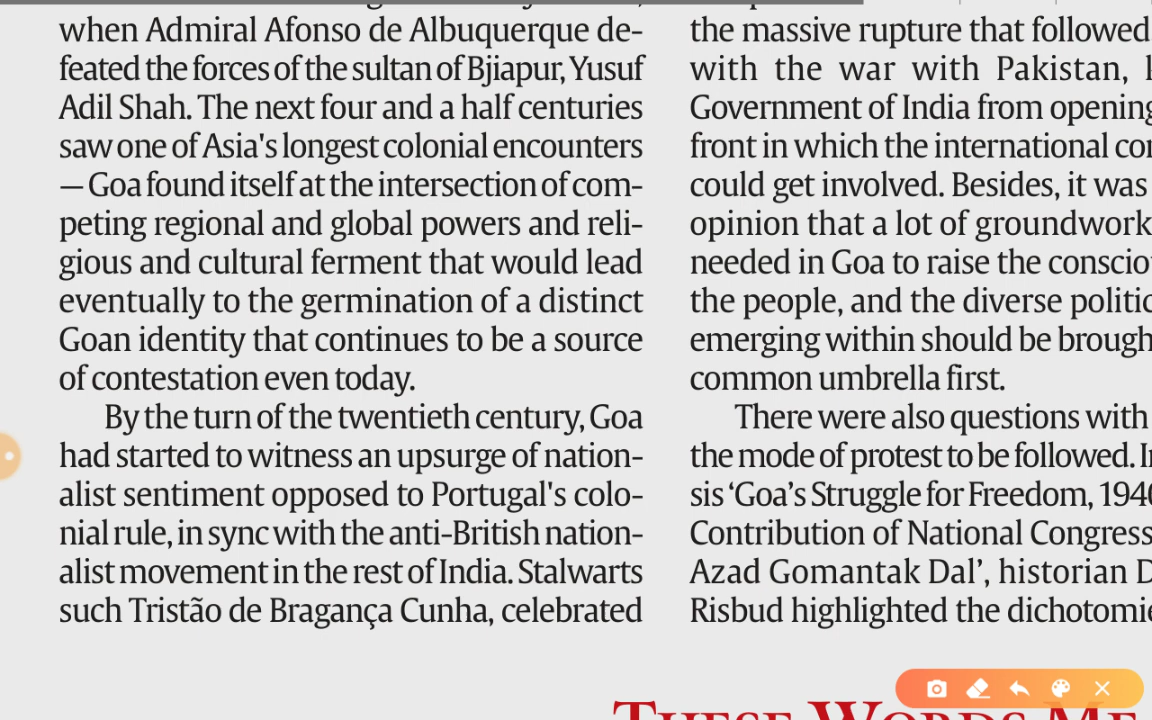 when Admiral Afonso de Albuquerque de-
feated the forces of the sultan of Bjiapur, Yusuf
Adil Shah. The next four and a half centuries
saw one of Asia's longest colonial encounters
— Goa found itself at the intersection of com-
peting regional and global powers and reli-
gious and cultural ferment that would lead
eventually to the germination of a distinct
Goan identity that continues to be a source
of contestation even today.
By the turn of the twentieth century, Goa
had started to witness an upsurge of nation-
alist sentiment opposed to Portugal's colo-
nial rule, in sync with the anti-British nation-
alist movement in the rest of India. Stalwarts
such Tristão de Bragança Cunha, celebrated
the massive rupture that followed
with the war with Pakistan,
Government of India from opening
front in which the international
could get involved. Besides, it was
opinion that a lot of groundwork
needed in Goa to raise the
the people, and the diverse
emerging within should be
common umbrella first.
There were also questions with
the mode of protest to be followed.
sis ‘Goa’s Struggle for Freedom,
Contribution of National Congress
Azad Gomantak Dal’, historian
Risbud highlighted the
THESE WORDS